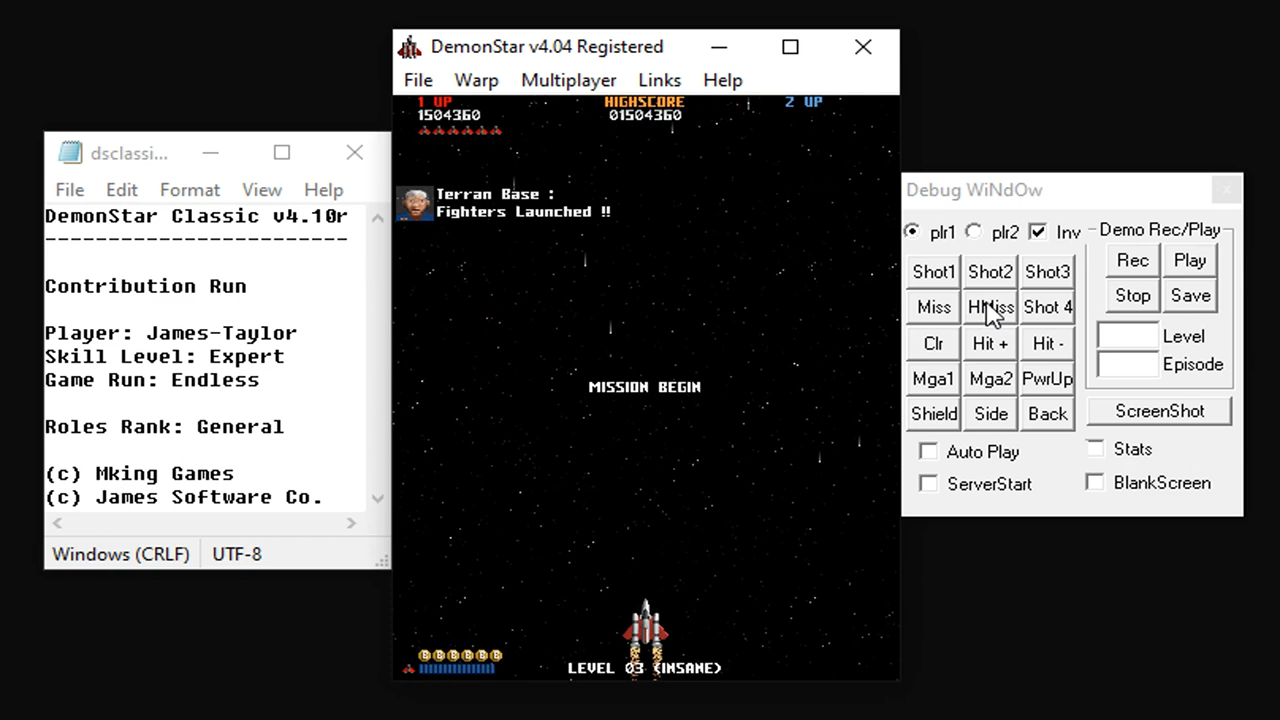 dsclassi...
File Edit Format View Help
DemonStar Classic v4.10r
------------------------
Contribution Run
Player: James-Taylor
Skill Level: Expert
Game Run: Endless
Roles Rank: General
(c) Mking Games
(c) James Software Co.
Windows (CRLF) UTF-8
DemonStar v4.04 Registered
File Warp Multiplayer Links Help
1 UP HIGHSCORE 2 UP
1504360 01504360
Terran Base :
Fighters Launched !!
MISSION BEGIN
LEVEL 03 (INSANE)
Debug WiNdOw
plr1 plr2 Inv
Shot1 Shot2 Shot3
Miss HMiss Shot 4
Clr Hit + Hit -
Mga1 Mga2 PwrUp
Shield Side Back
Auto Play
ServerStart
Demo Rec/Play
Rec Play
Stop Save
Level
Episode
ScreenShot
Stats
BlankScreen